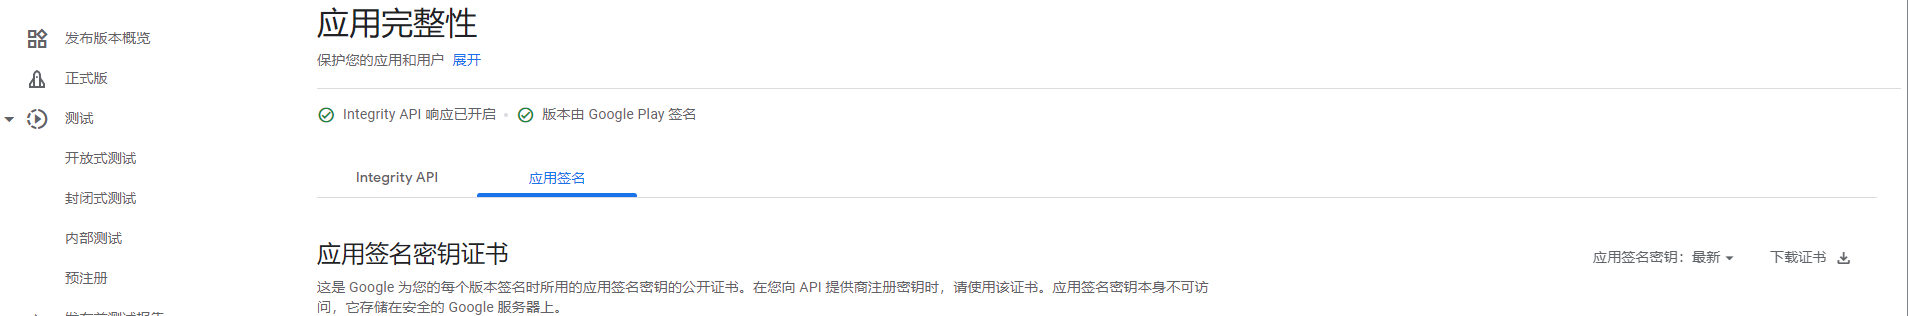 应用完整性
保护您的应用和用户 展开
发布版本概览
正式版
测试
开放式测试
封闭式测试
内部测试
预注册
Integrity API 响应已开启 • 版本由 Google Play 签名
Integrity API 应用签名
应用签名密钥证书
应用签名密钥：最新 下载证书
这是 Google 为您的每个版本签名时所用的应用签名密钥的公开证书。在您向 API 提供商注册密钥时，请使用该证书。应用签名密钥本身不可访
问，它存储在安全的 Google 服务器上。